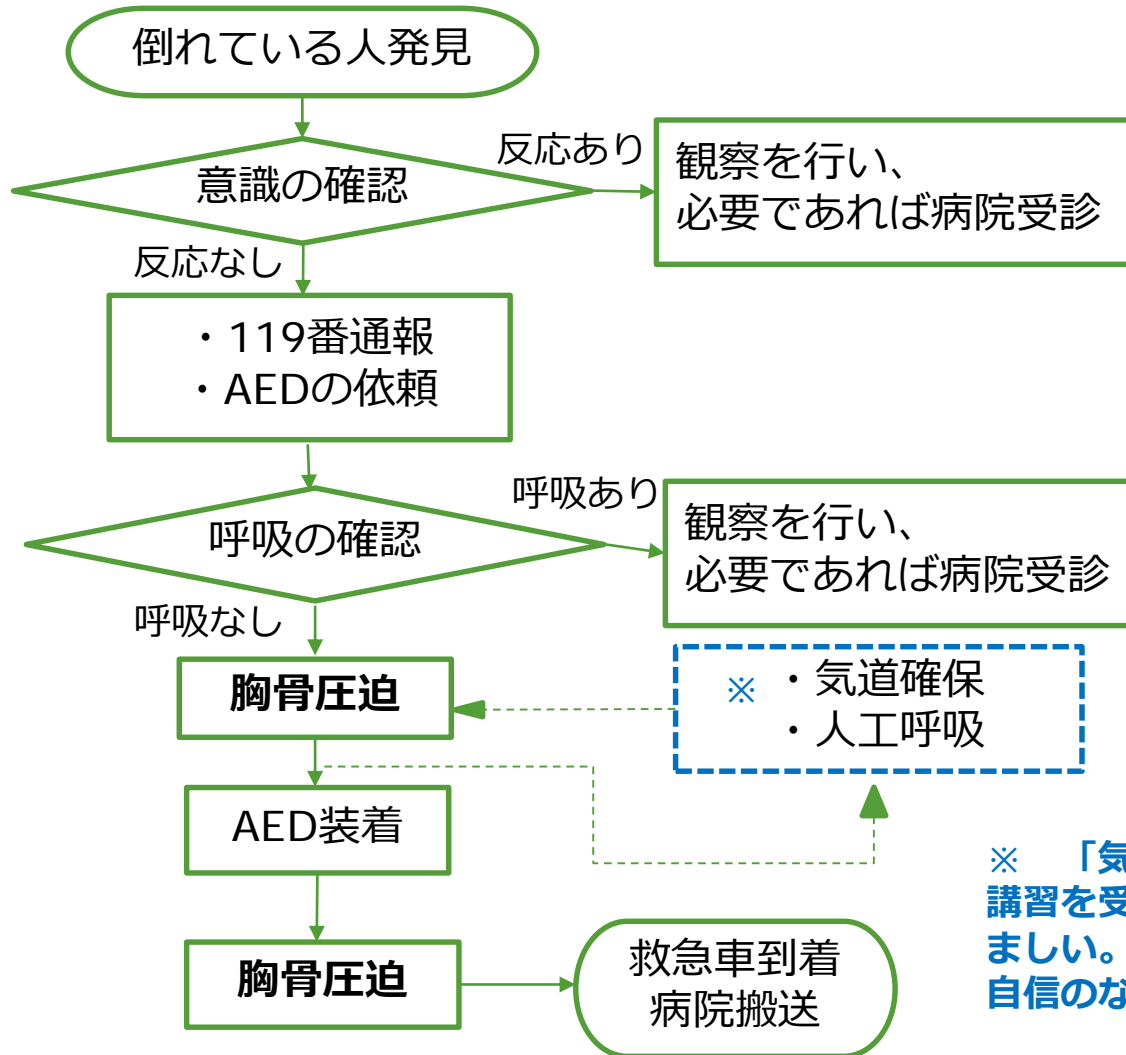 倒れている人発見
意識の確認
反応あり
観察を行い、
必要であれば病院受診
反応なし
・119番通報
・AEDの依頼
呼吸の確認
呼吸あり
観察を行い、
必要であれば病院受診
呼吸なし
胸骨圧迫
※ ・気道確保
・人工呼吸
AED装着
※ 「気
講習を受
ましい。
自信のな
胸骨圧迫
救急車到着
病院搬送